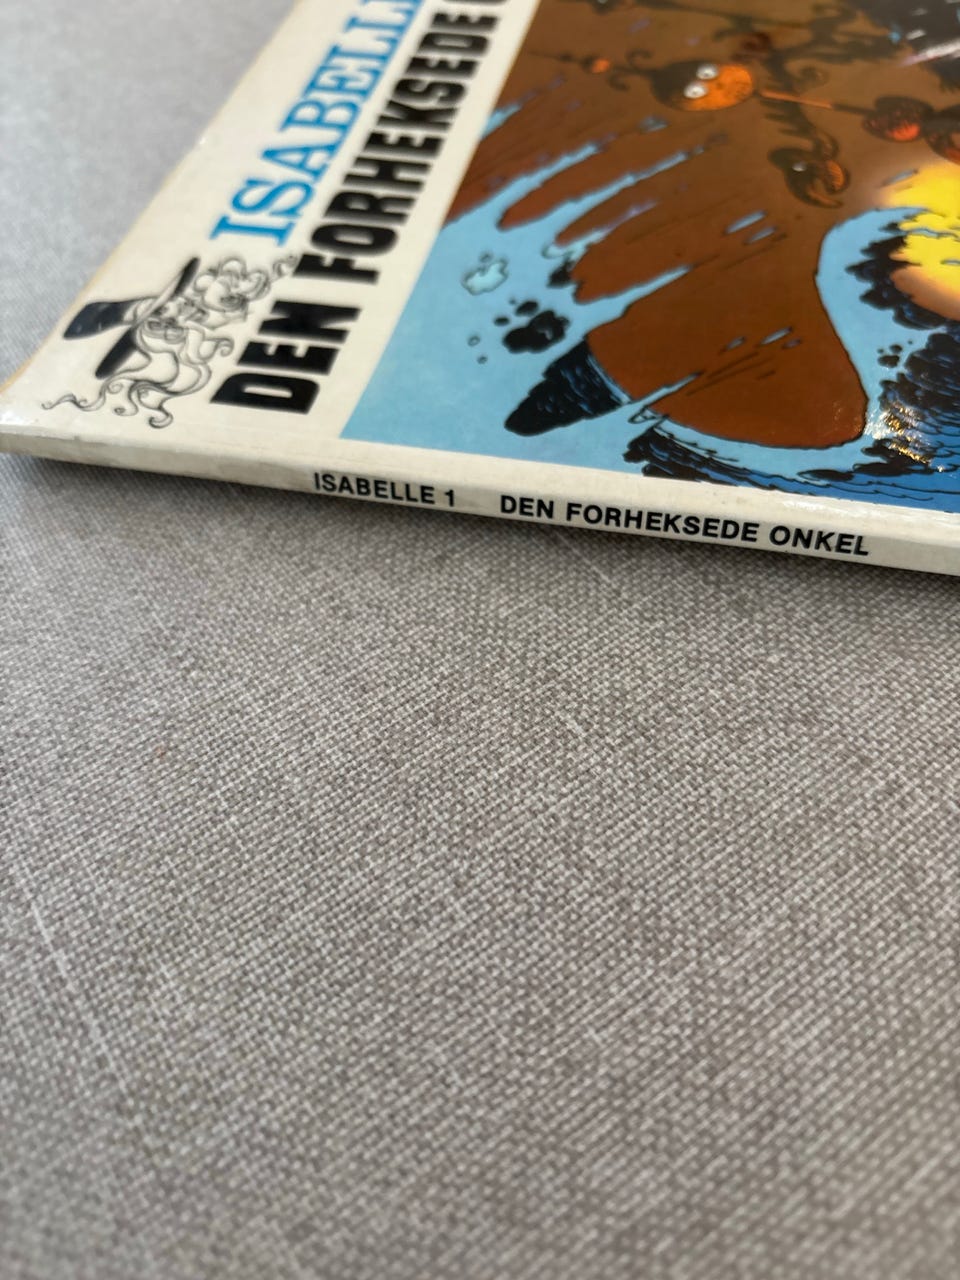 ISABELLE
DEN FORHEKSEDE
ISABELLE 1 DEN FORHEKSEDE ONKEL